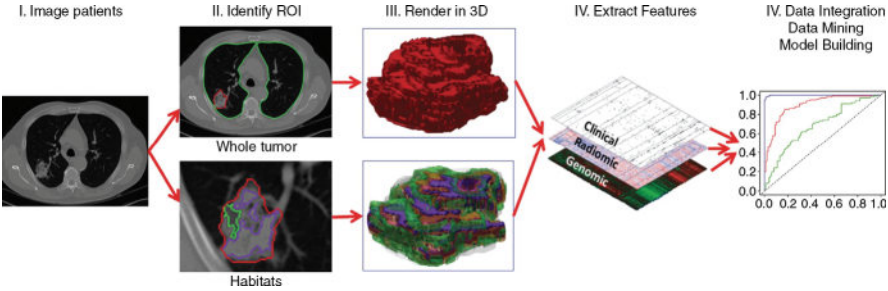 I. Image patients
II. Identify ROI
III. Render in 3D
IV. Extract Features
IV. Data Integration
Data Mining
Model Building
Whole tumor
Habitats
Clinical
Radiomic
Genomic
1.0
0.8
0.6
0.4
0.2
0.0
0.0 0.2 0.4 0.6 0.8 1.0